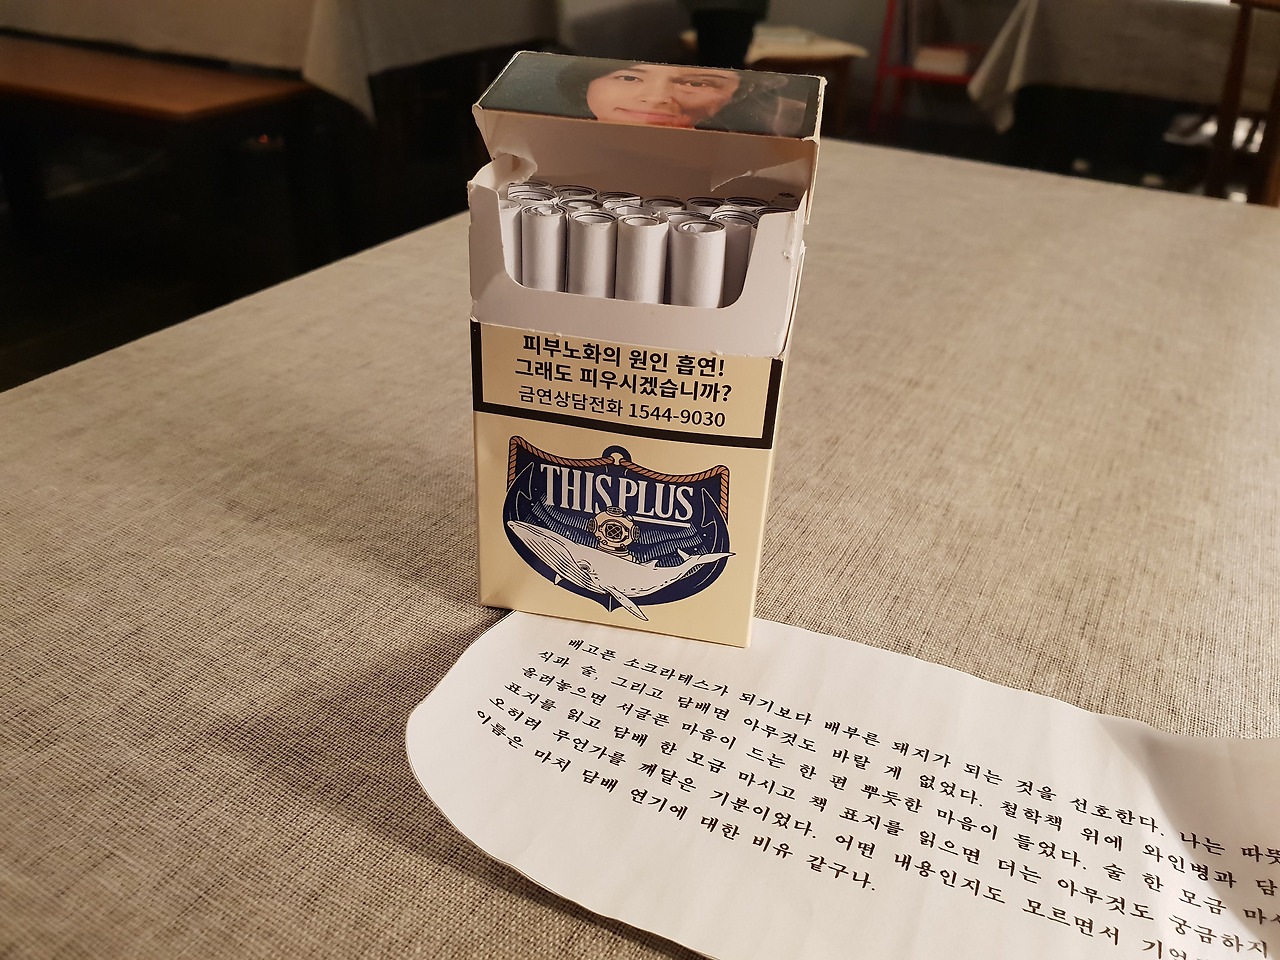 피부노화의 원인 흡연!
그래도 피우시겠습니까?
금연상담전화 1544-9030
THIS PLUS
배고픈 소크라테스가 되기보다 배부른 돼지가 되는 것을 선호한다. 나는 따뜻
식과 술, 그리고 담배면 아무것도 바랄 게 없었다. 철학책 위에 와인병과 담
올려놓으면 서글픈 마음이 드는 한 편 뿌듯한 마음이 들었다. 술 한 모금 마시
표지를 읽고 담배 한 모금 마시고 책 표지를 읽으면 더는 아무것도 궁금하지
오히려 무언가를 깨달은 기분이었다. 어떤 내용인지도 모르면서
이름은 마치 담배 연기에 대한 비유 같구나.